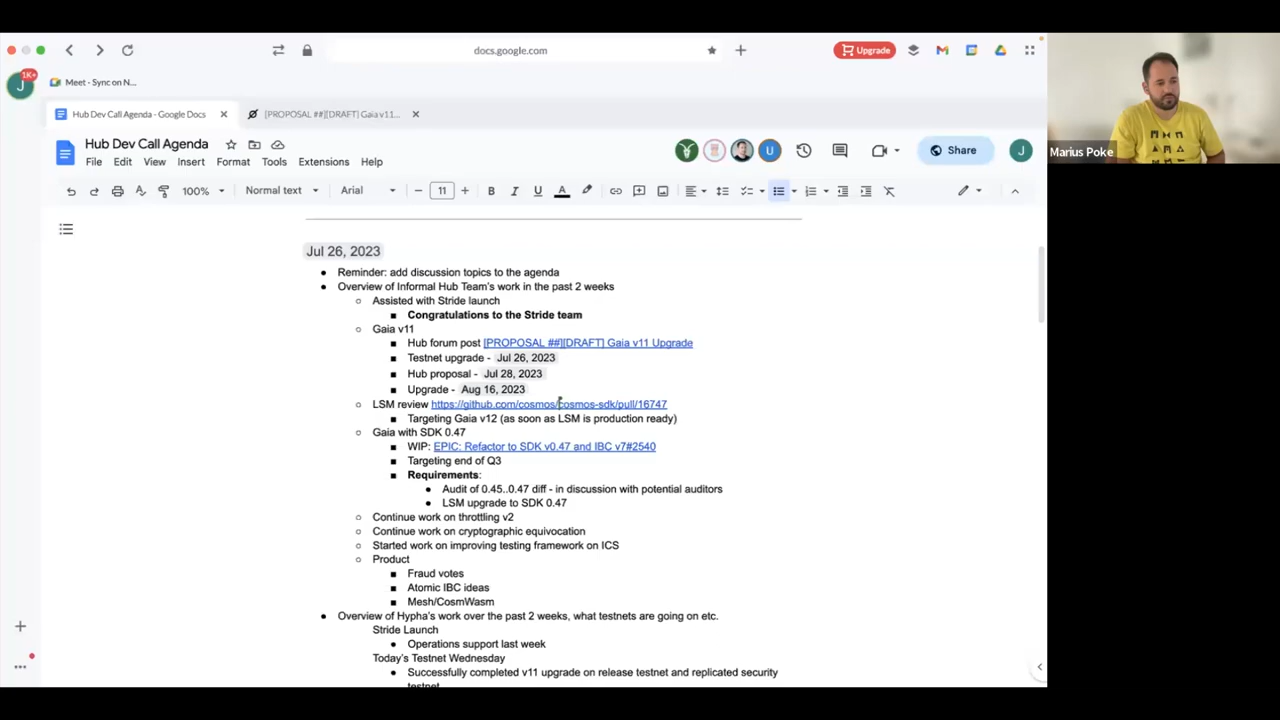 docs.google.com
Upgrade
1K+
J
Meet - Sync on N...
Hub Dev Call Agenda - Google Docs
[PROPOSAL ##][DRAFT] Gaia v11...
Marius Poke
Hub Dev Call Agenda
File Edit View Insert Format Tools Extensions Help
U
Share
J
100%
Normal text
Arial
11
B I U A
Jul 26, 2023
Reminder: add discussion topics to the agenda
Overview of Informal Hub Team's work in the past 2 weeks
Assisted with Stride launch
Congratulations to the Stride team
Gaia v11
Hub forum post [PROPOSAL ##][DRAFT] Gaia v11 Upgrade
Testnet upgrade - Jul 26, 2023
Hub proposal - Jul 28, 2023
Upgrade - Aug 16, 2023
LSM review https://github.com/cosmos/cosmos-sdk/pull/16747
Targeting Gaia v12 (as soon as LSM is production ready)
Gaia with SDK 0.47
WIP: EPIC: Refactor to SDK v0.47 and IBC v7#2540
Targeting end of Q3
Requirements:
Audit of 0.45..0.47 diff - in discussion with potential auditors
LSM upgrade to SDK 0.47
Continue work on throttling v2
Continue work on cryptographic equivocation
Started work on improving testing framework on ICS
Product
Fraud votes
Atomic IBC ideas
Mesh/CosmWasm
Overview of Hypha's work over the past 2 weeks, what testnets are going on etc.
Stride Launch
Operations support last week
Today's Testnet Wednesday
Successfully completed v11 upgrade on release testnet and replicated security
testnet